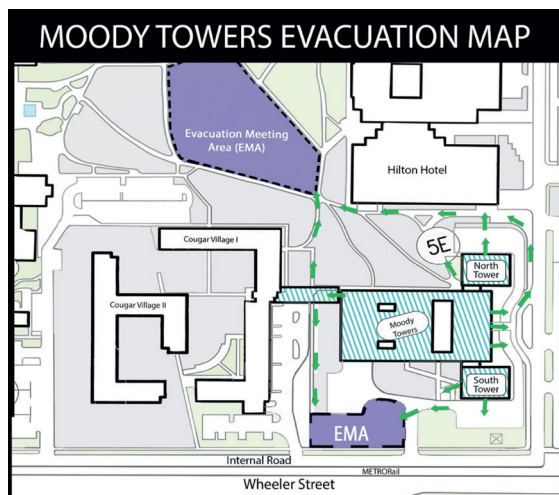 MOODY TOWERS EVACUATION MAP
Evacuation Meeting
Area (EMA)
Hilton Hotel
Cougar Village I
5E
North
Tower
Cougar Village II
Moody
Towers
South
Tower
EMA
Internal Road
METRORail
Wheeler Street